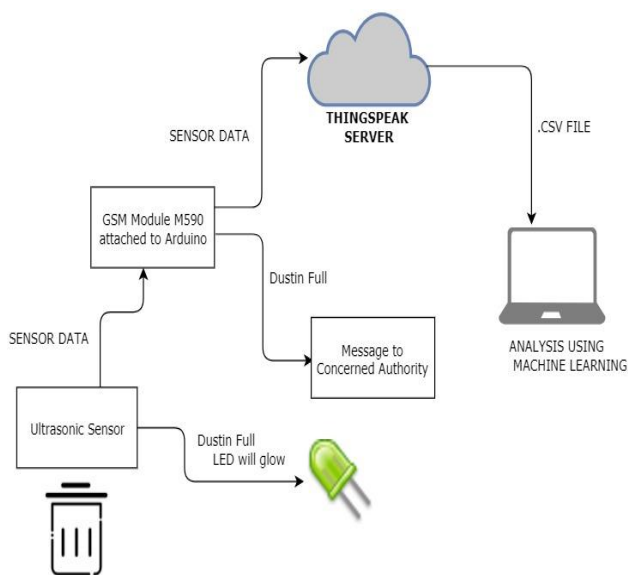 THINGSPEAK
SERVER
SENSOR DATA
.CSV FILE
GSM Module M590
attached to Arduino
Dustin Full
SENSOR DATA
Message to
Concerned Authority
ANALYSIS USING
MACHINE LEARNING
Ultrasonic Sensor
Dustin Full
LED will glow